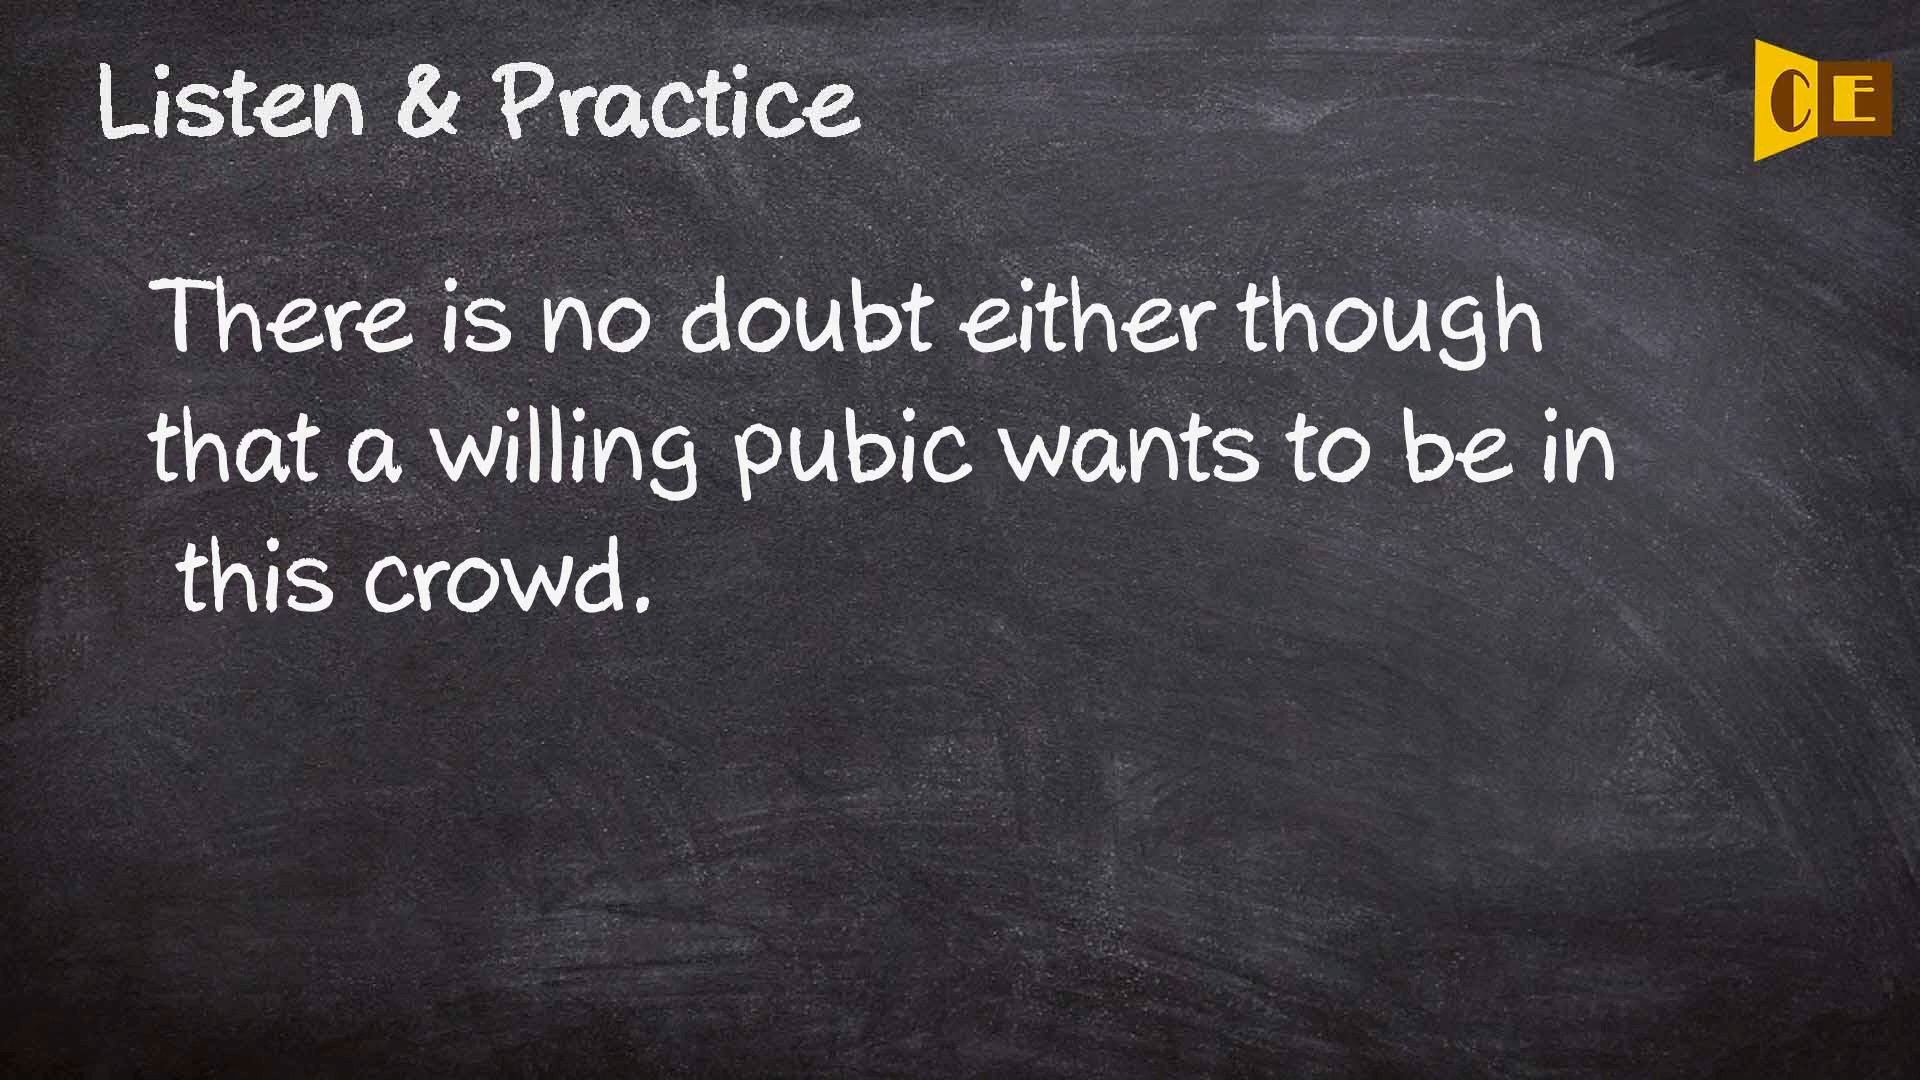 Listen & Practice
CE
There is no doubt either though
that a willing pubic wants to be in
this crowd.